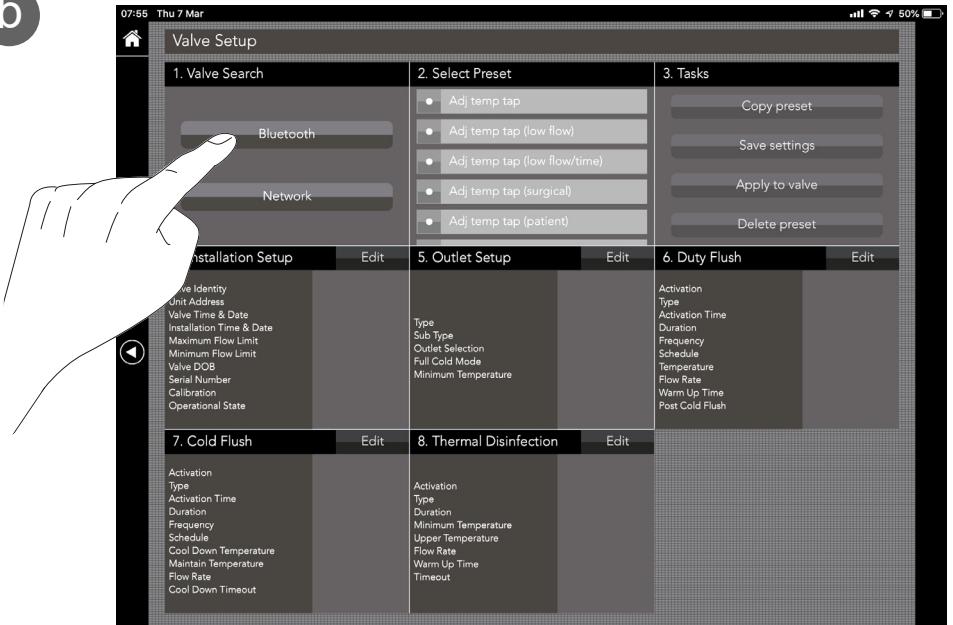 b
07:55 Thu 7 Mar
50%
Valve Setup
1. Valve Search
Bluetooth
Network
2. Select Preset
Adj temp tap
Adj temp tap (low flow)
Adj temp tap (low flow/time)
Adj temp tap (surgical)
Adj temp tap (patient)
3. Tasks
Copy preset
Save settings
Apply to valve
Delete preset
Installation Setup
Edit
Identity
Unit Address
Valve Time & Date
Installation Time & Date
Maximum Flow Limit
Minimum Flow Limit
Valve DOB
Serial Number
Calibration
Operational State
5. Outlet Setup
Edit
Type
Sub Type
Outlet Selection
Full Cold Mode
Minimum Temperature
6. Duty Flush
Edit
Activation
Type
Activation Time
Duration
Frequency
Schedule
Temperature
Flow Rate
Warm Up Time
Post Cold Flush
7. Cold Flush
Edit
Activation
Type
Activation Time
Duration
Frequency
Schedule
Cool Down Temperature
Maintain Temperature
Flow Rate
Cool Down Timeout
8. Thermal Disinfection
Edit
Activation
Type
Duration
Minimum Temperature
Upper Temperature
Flow Rate
Warm Up Time
Timeout